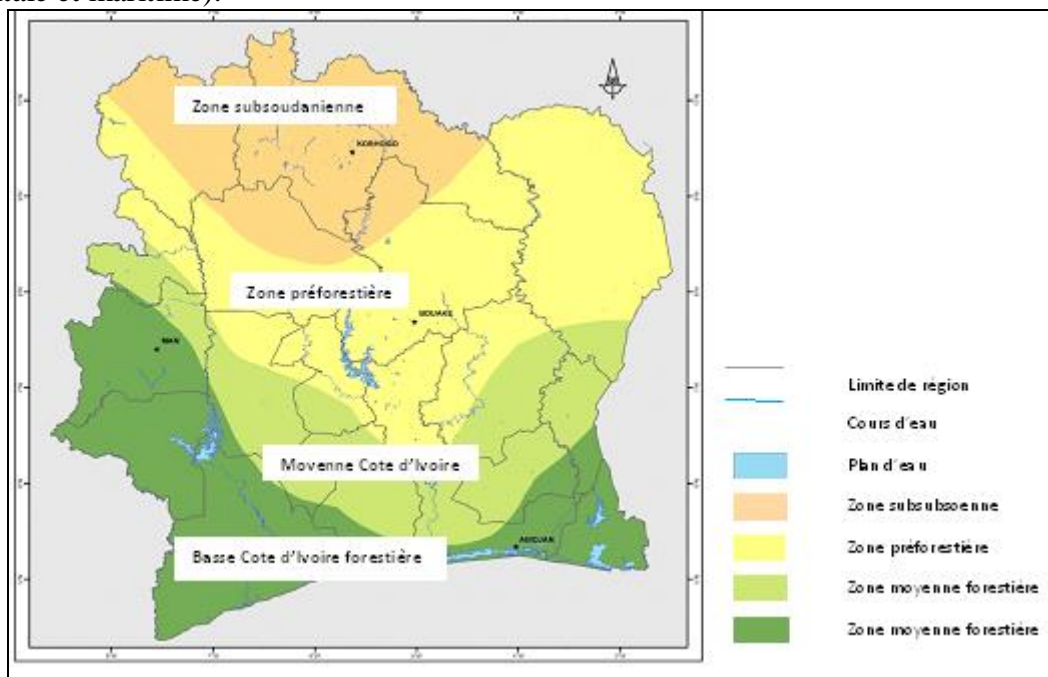 Zone subsoudanienne
KORHOGO
Zone préforestière
BOUAKE
MAN
Movenne Cote d'Ivoire
ABIDJAN
Basse Cote d'Ivoire forestière
Limite de région
Cours d'eau
Plan d'eau
Zone subsubsoenne
Zone préforestière
Zone moyenne forestière
Zone moyenne forestière